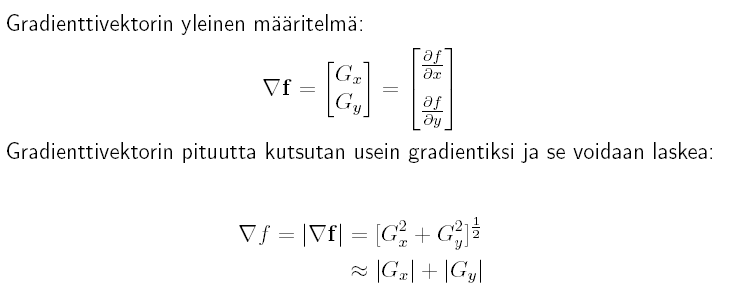 Gradienttivektorin yleinen määritelmä:
∇𝐟 = [G_x G_y] = [∂f/∂x ∂f/∂y]
Gradienttivektorin pituutta kutsutan usein gradientiksi ja se voidaan laskea:
∇f = |∇𝐟| = [G_x^2 + G_y^2]^{1/2}
≈ |G_x| + |G_y|